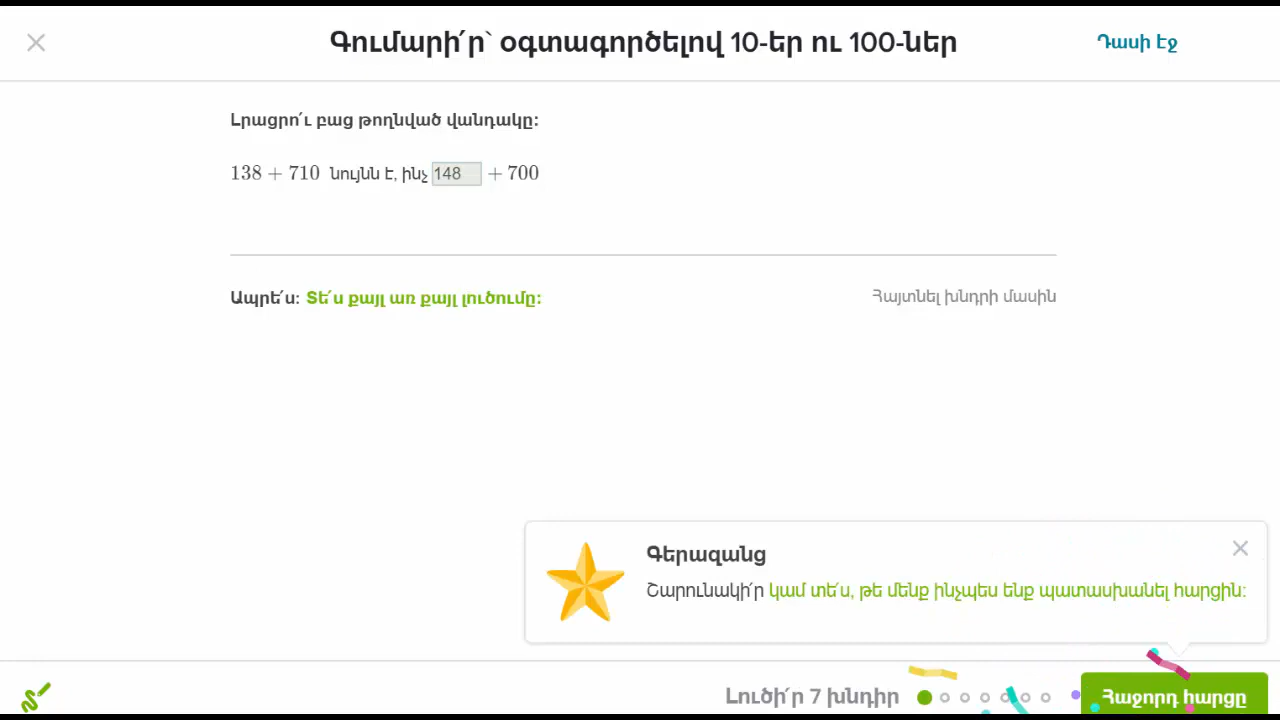 Գումարի՛ր՝ օգտագործելով 10-եր ու 100-ներ
Դասի էջ
Լրացրո՛ւ բաց թողնված վանդակը:
138 + 710 նույնն է, ինչ 148 + 700
Ապրե՛ս: Տե՛ս քայլ առ քայլ լուծումը:
Հայտնել խնդրի մասին
Գերազանց
Շարունակի՛ր կամ տե՛ս, թե մենք ինչպես ենք պատասխանել հարցին:
Լուծի՛ր 7 խնդիր
Հաջորդ հարցը